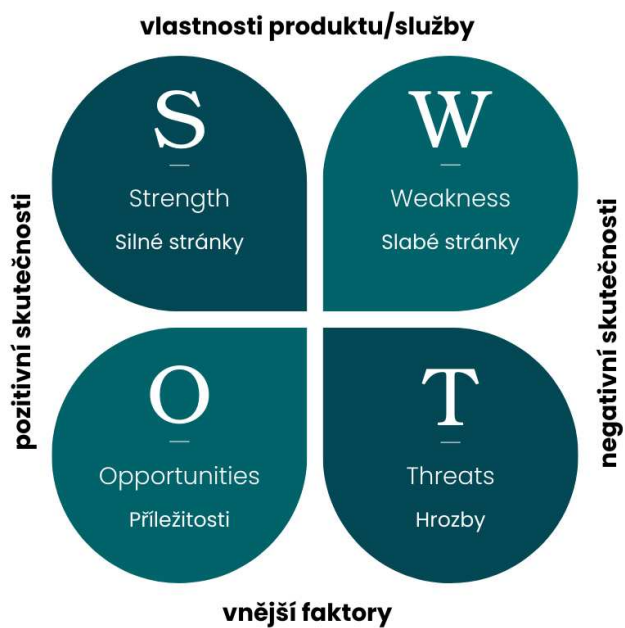 vlastnosti produktu/služby
S
Strength
Silné stránky
W
Weakness
Slabé stránky
pozitivní skutečnosti
negativní skutečnosti
O
Opportunities
Příležitosti
T
Threats
Hrozby
vnější faktory